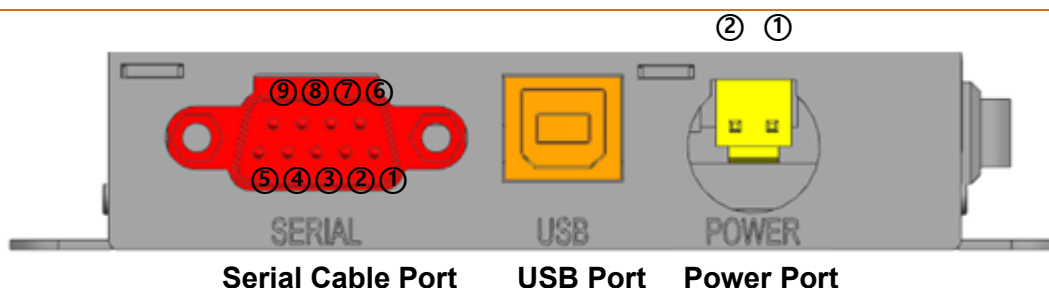 ② ①
⑨ ⑧ ⑦ ⑥
⑤ ④ ③ ② ①
SERIAL USB POWER
Serial Cable Port USB Port Power Port